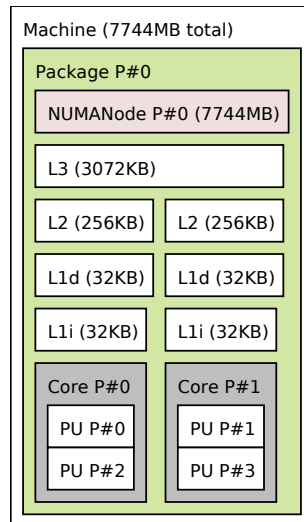 Machine (7744MB total)
Package P#0
NUMANode P#0 (7744MB)
L3 (3072KB)
L2 (256KB) L2 (256KB)
L1d (32KB) L1d (32KB)
L1i (32KB) L1i (32KB)
Core P#0 Core P#1
PU P#0 PU P#1
PU P#2 PU P#3